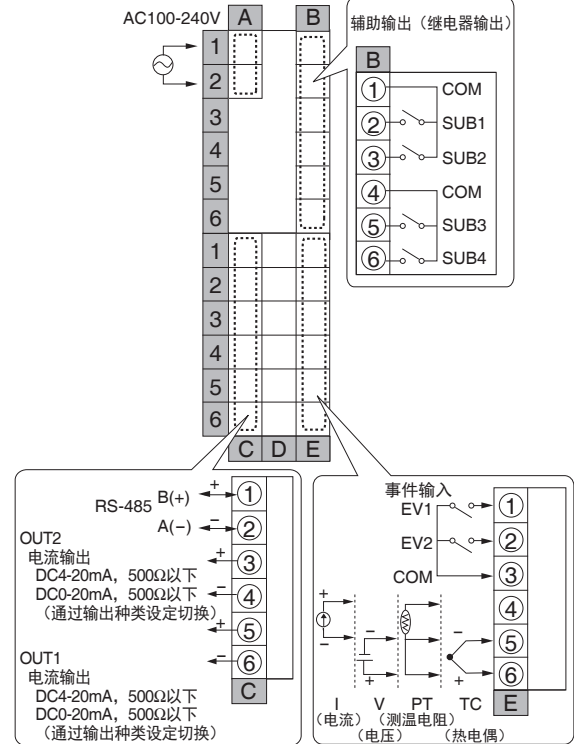 AC100-240V
A
B
1
2
3
4
5
6
1
2
3
4
5
6
C D E
辅助输出（继电器输出）
B
① COM
② SUB1
③ SUB2
④ COM
⑤ SUB3
⑥ SUB4
RS-485 B(+) + ①
A(−) − ②
OUT2
电流输出
DC4-20mA，500Ω以下
DC0-20mA，500Ω以下
（通过输出种类设定切换）
+ ③
− ④
OUT1
电流输出
DC4-20mA，500Ω以下
DC0-20mA，500Ω以下
（通过输出种类设定切换）
+ ⑤
− ⑥
C
事件输入
EV1 ①
EV2 ②
COM ③
④
⑤
⑥
+ − − + − +
I V PT TC E
（电流） （测温电阻）
（电压） （热电偶）